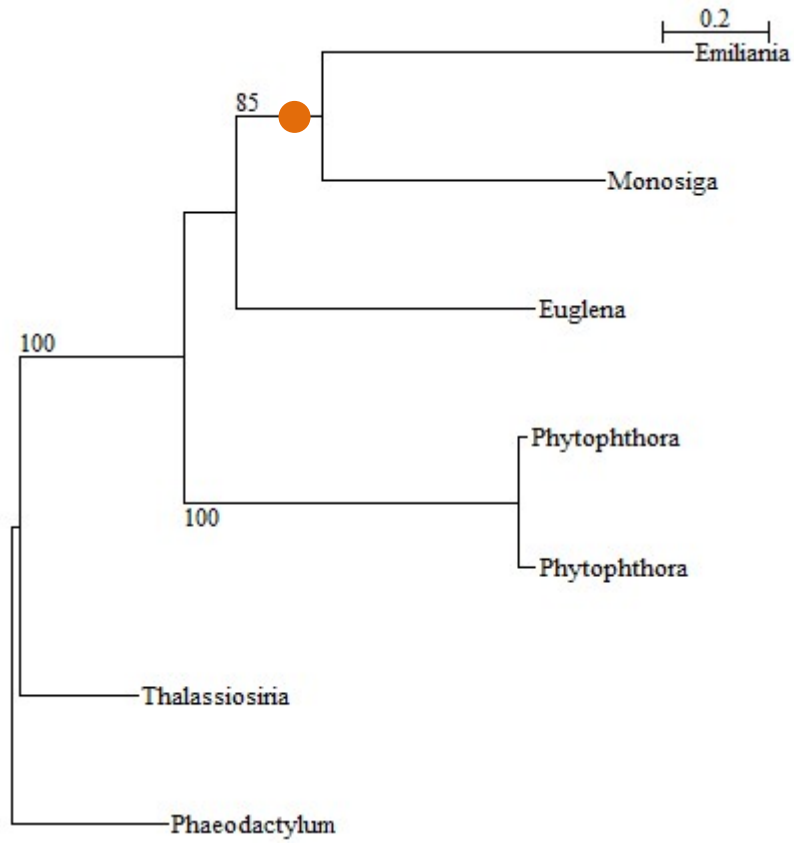 0.2
Emiliania
85
Monosiga
Euglena
100
Phytophthora
100
Phytophthora
Thalassiosiria
Phaeodactylum